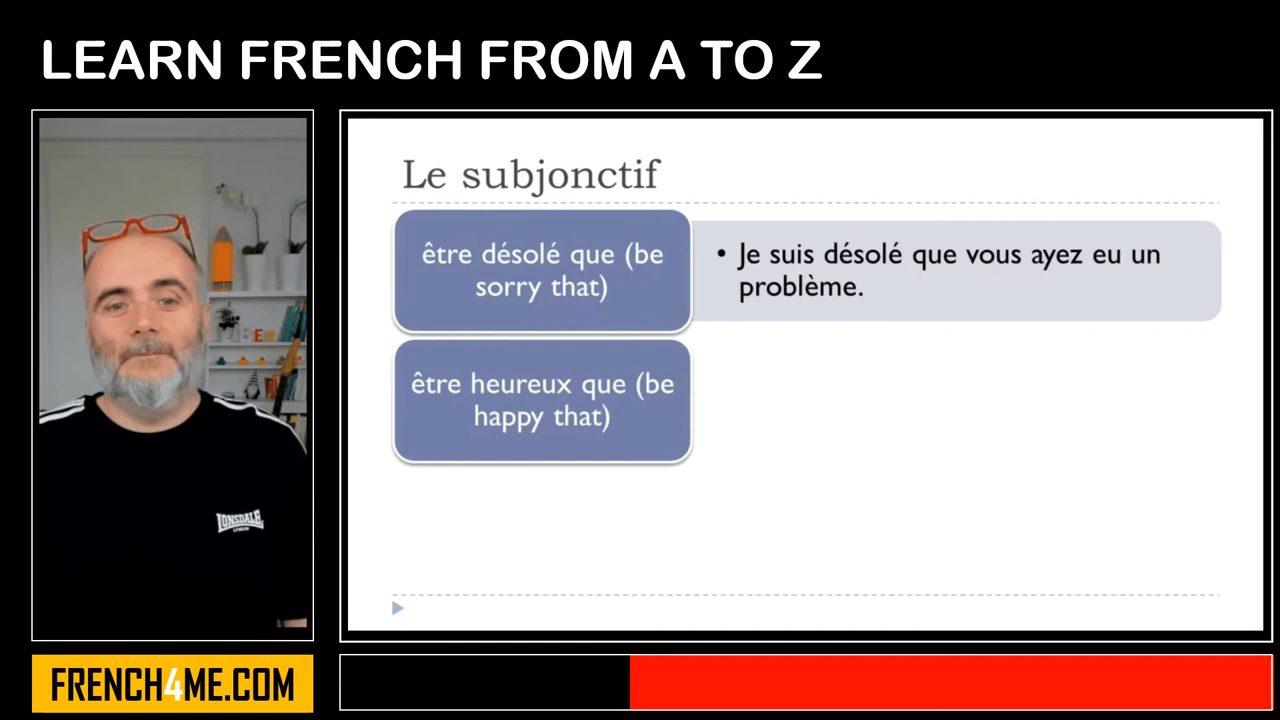 LEARN FRENCH FROM A TO Z
Le subjonctif
être désolé que (be
sorry that)
• Je suis désolé que vous ayez eu un
problème.
être heureux que (be
happy that)
LONSDALE
LONDON
FRENCH4ME.COM